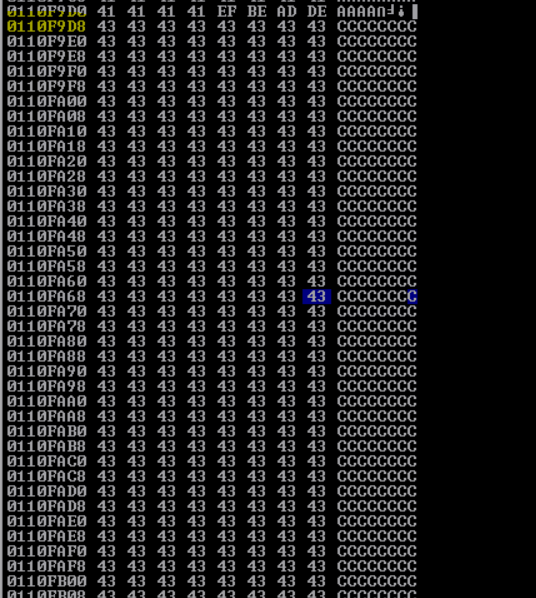 0110F9D0 41 41 41 41 EF BE AD DE AAAA
0110F9D8 43 43 43 43 43 43 43 43 CCCCCCCC
0110F9E0 43 43 43 43 43 43 43 43 CCCCCCCC
0110F9E8 43 43 43 43 43 43 43 43 CCCCCCCC
0110F9F0 43 43 43 43 43 43 43 43 CCCCCCCC
0110F9F8 43 43 43 43 43 43 43 43 CCCCCCCC
0110FA00 43 43 43 43 43 43 43 43 CCCCCCCC
0110FA08 43 43 43 43 43 43 43 43 CCCCCCCC
0110FA10 43 43 43 43 43 43 43 43 CCCCCCCC
0110FA18 43 43 43 43 43 43 43 43 CCCCCCCC
0110FA20 43 43 43 43 43 43 43 43 CCCCCCCC
0110FA28 43 43 43 43 43 43 43 43 CCCCCCCC
0110FA30 43 43 43 43 43 43 43 43 CCCCCCCC
0110FA38 43 43 43 43 43 43 43 43 CCCCCCCC
0110FA40 43 43 43 43 43 43 43 43 CCCCCCCC
0110FA48 43 43 43 43 43 43 43 43 CCCCCCCC
0110FA50 43 43 43 43 43 43 43 43 CCCCCCCC
0110FA58 43 43 43 43 43 43 43 43 CCCCCCCC
0110FA60 43 43 43 43 43 43 43 43 CCCCCCCC
0110FA68 43 43 43 43 43 43 43 43 CCCCCCCC
0110FA70 43 43 43 43 43 43 43 43 CCCCCCCC
0110FA78 43 43 43 43 43 43 43 43 CCCCCCCC
0110FA80 43 43 43 43 43 43 43 43 CCCCCCCC
0110FA88 43 43 43 43 43 43 43 43 CCCCCCCC
0110FA90 43 43 43 43 43 43 43 43 CCCCCCCC
0110FA98 43 43 43 43 43 43 43 43 CCCCCCCC
0110FAA0 43 43 43 43 43 43 43 43 CCCCCCCC
0110FAA8 43 43 43 43 43 43 43 43 CCCCCCCC
0110FAB0 43 43 43 43 43 43 43 43 CCCCCCCC
0110FAB8 43 43 43 43 43 43 43 43 CCCCCCCC
0110FAC0 43 43 43 43 43 43 43 43 CCCCCCCC
0110FAC8 43 43 43 43 43 43 43 43 CCCCCCCC
0110FAD0 43 43 43 43 43 43 43 43 CCCCCCCC
0110FAD8 43 43 43 43 43 43 43 43 CCCCCCCC
0110FAE0 43 43 43 43 43 43 43 43 CCCCCCCC
0110FAE8 43 43 43 43 43 43 43 43 CCCCCCCC
0110FAF0 43 43 43 43 43 43 43 43 CCCCCCCC
0110FAF8 43 43 43 43 43 43 43 43 CCCCCCCC
0110FB00 43 43 43 43 43 43 43 43 CCCCCCCC
0110FB08 43 43 43 43 43 43 43 43 CCCCCCCC